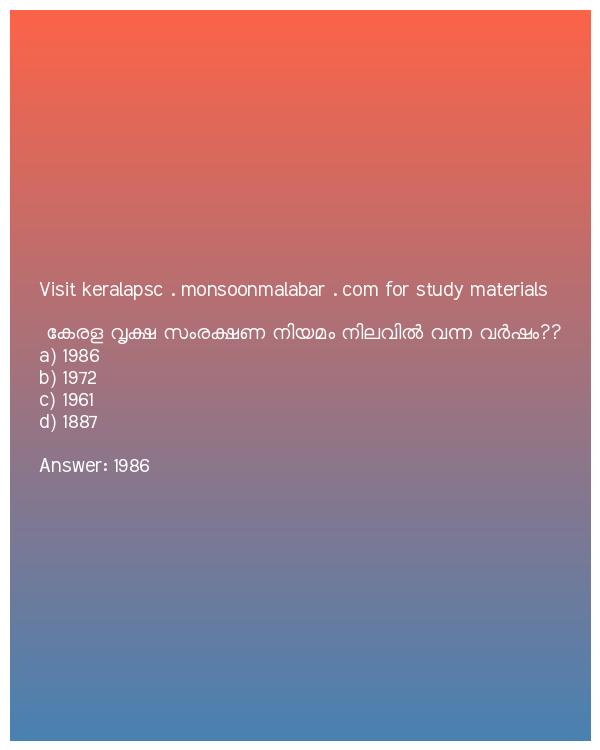 Visit keralapsc . monsoonmalabar . com for study materials
കേരള വൃക്ഷ സംരക്ഷണ നിയമം നിലവിൽ വന്ന വർഷം??
a) 1986
b) 1972
c) 1961
d) 1887
Answer: 1986